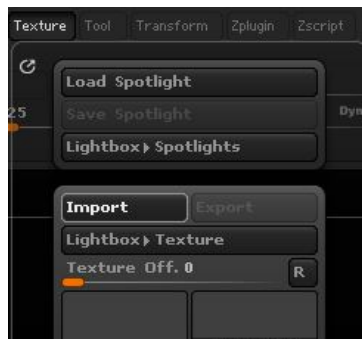 Texture Tool Transform Zplugin Zscript
Load Spotlight
25 Save Spotlight Dyn
Lightbox▸Spotlights
Import Export
Lightbox▸Texture
Texture Off. 0 R